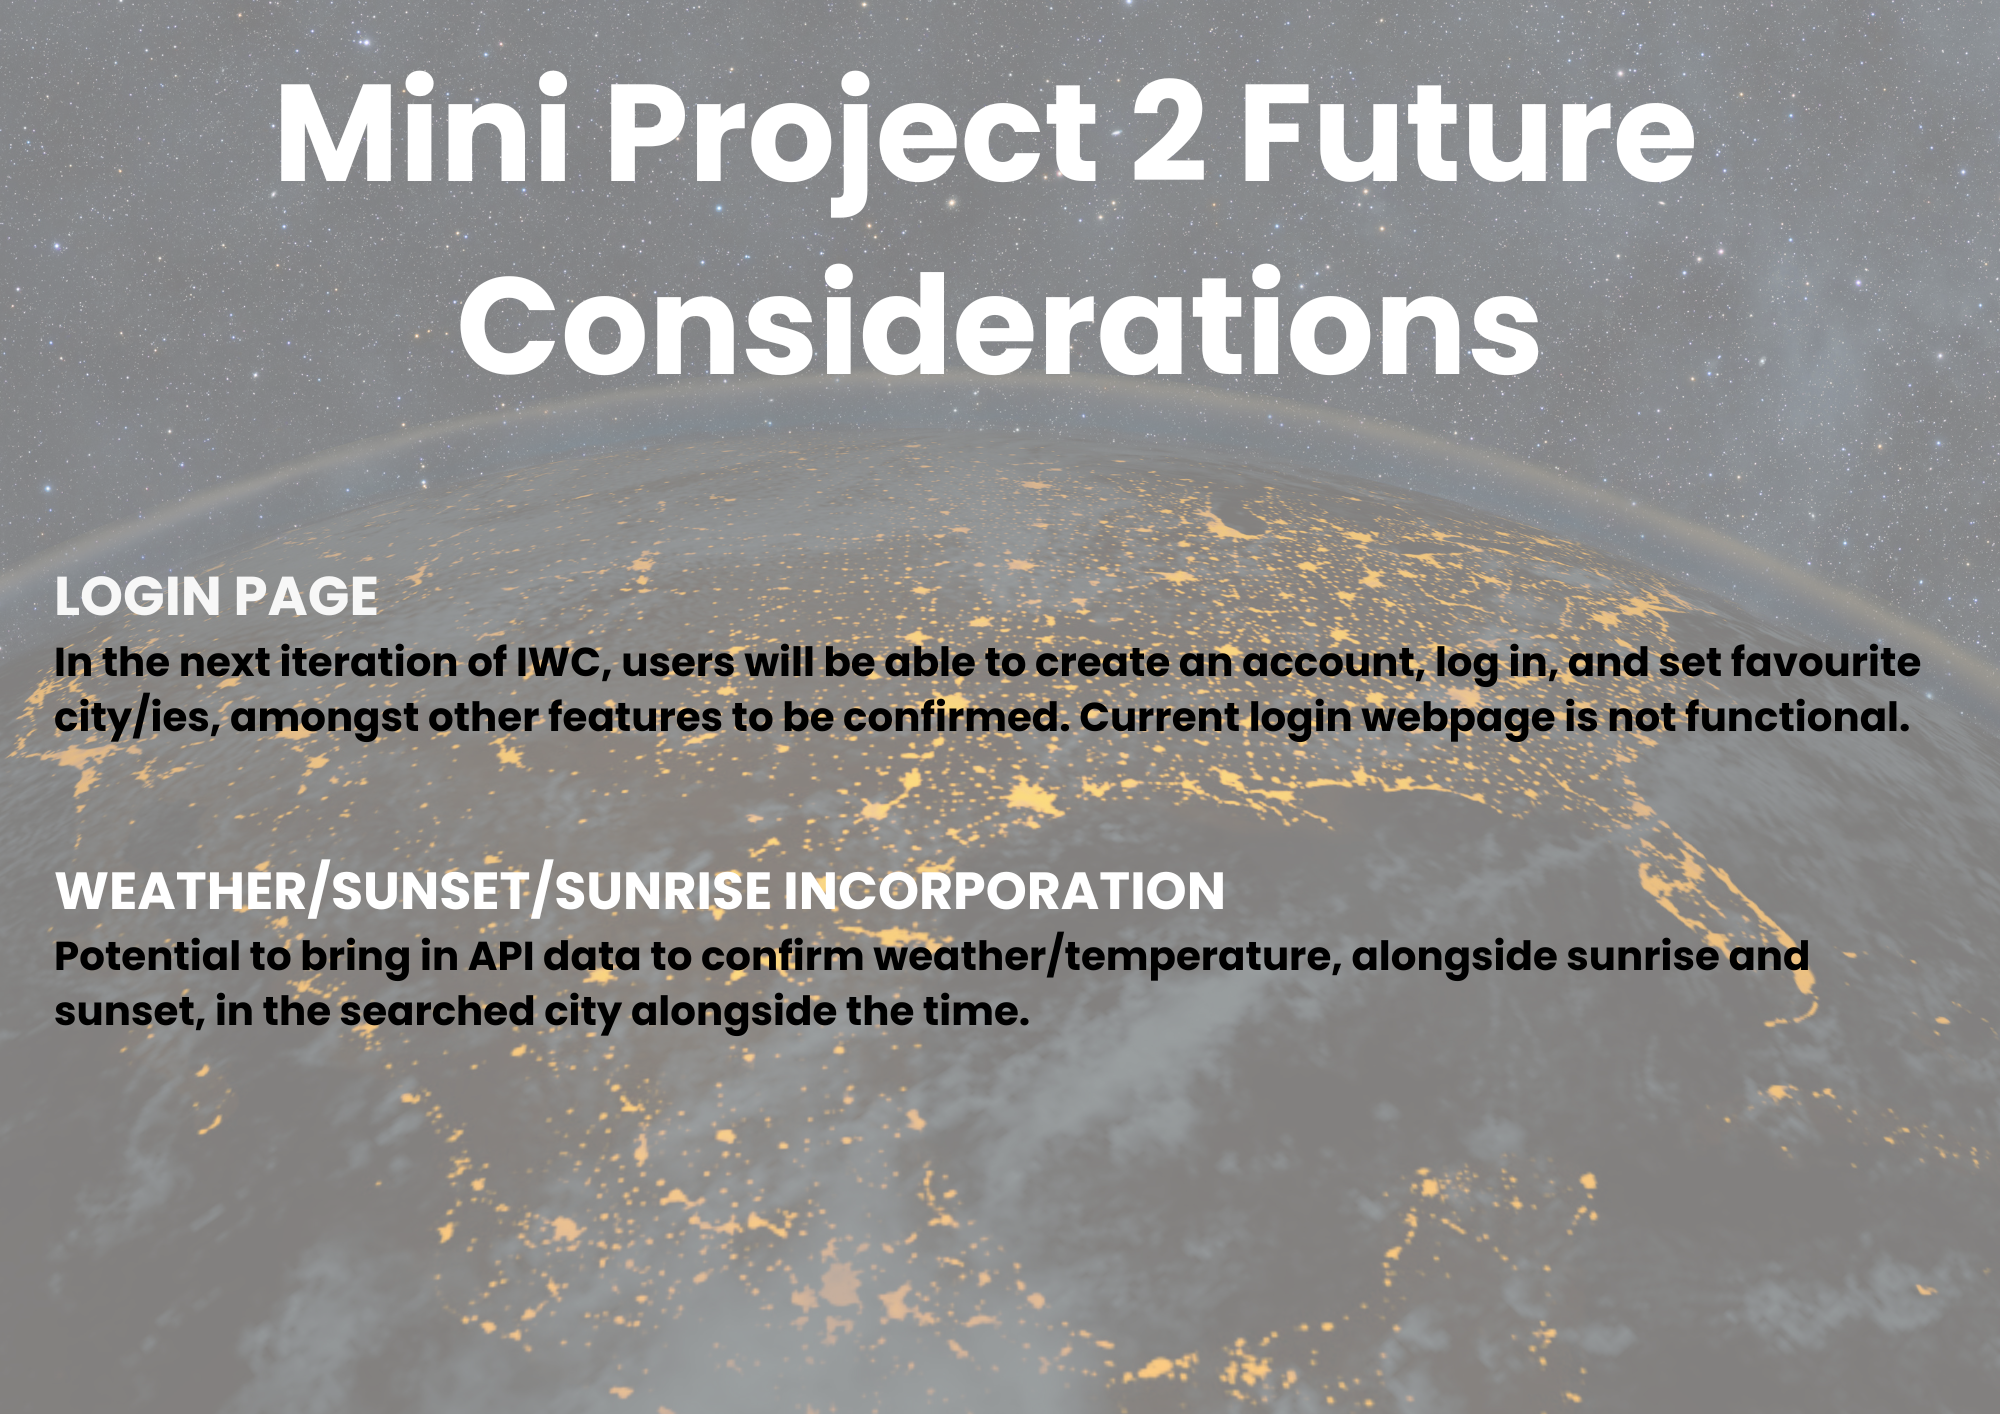 Mini Project 2 Future
Considerations
LOGIN PAGE
In the next iteration of IWC, users will be able to create an account, log in, and set favourite
city/ies, amongst other features to be confirmed. Current login webpage is not functional.
WEATHER/SUNSET/SUNRISE INCORPORATION
Potential to bring in API data to confirm weather/temperature, alongside sunrise and
sunset, in the searched city alongside the time.